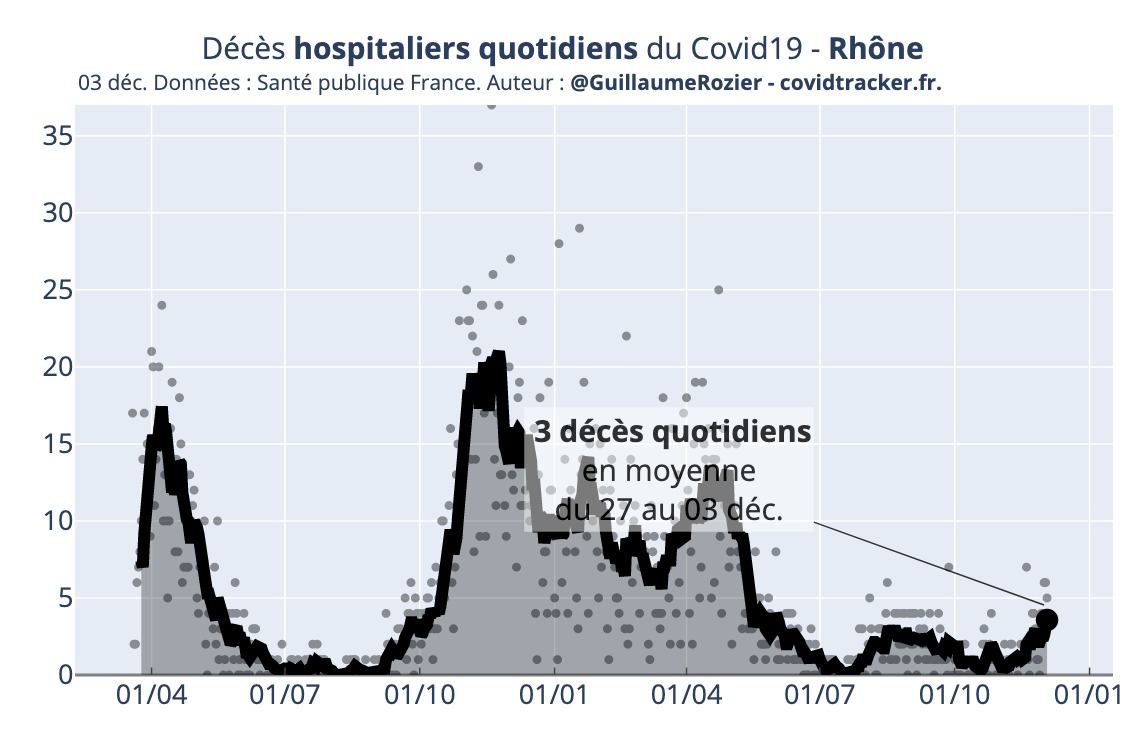 Décès hospitaliers quotidiens du Covid19 - Rhône
03 déc. Données : Santé publique France. Auteur : @GuillaumeRozier - covidtracker.fr.
35
30
25
20
15
10
5
0
3 décès quotidiens
en moyenne
du 27 au 03 déc.
01/04 01/07 01/10 01/01 01/04 01/07 01/10 01/01